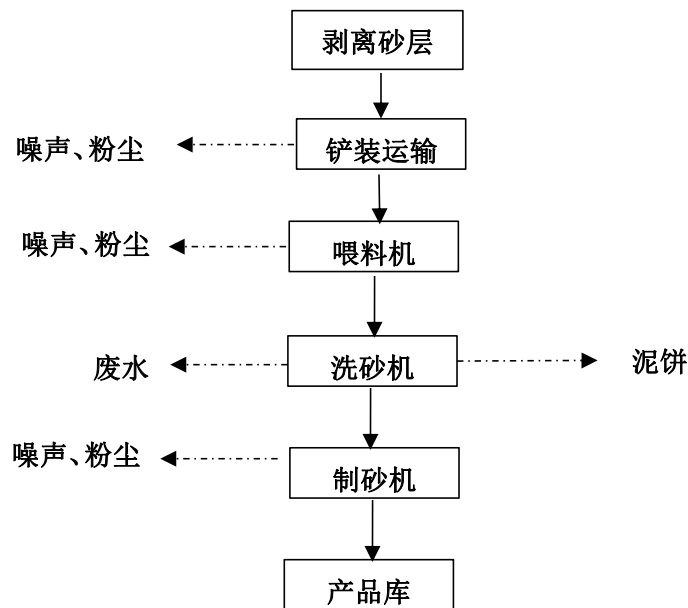 剥离砂层
噪声、粉尘
铲装运输
噪声、粉尘
喂料机
废水
洗砂机
泥饼
噪声、粉尘
制砂机
产品库